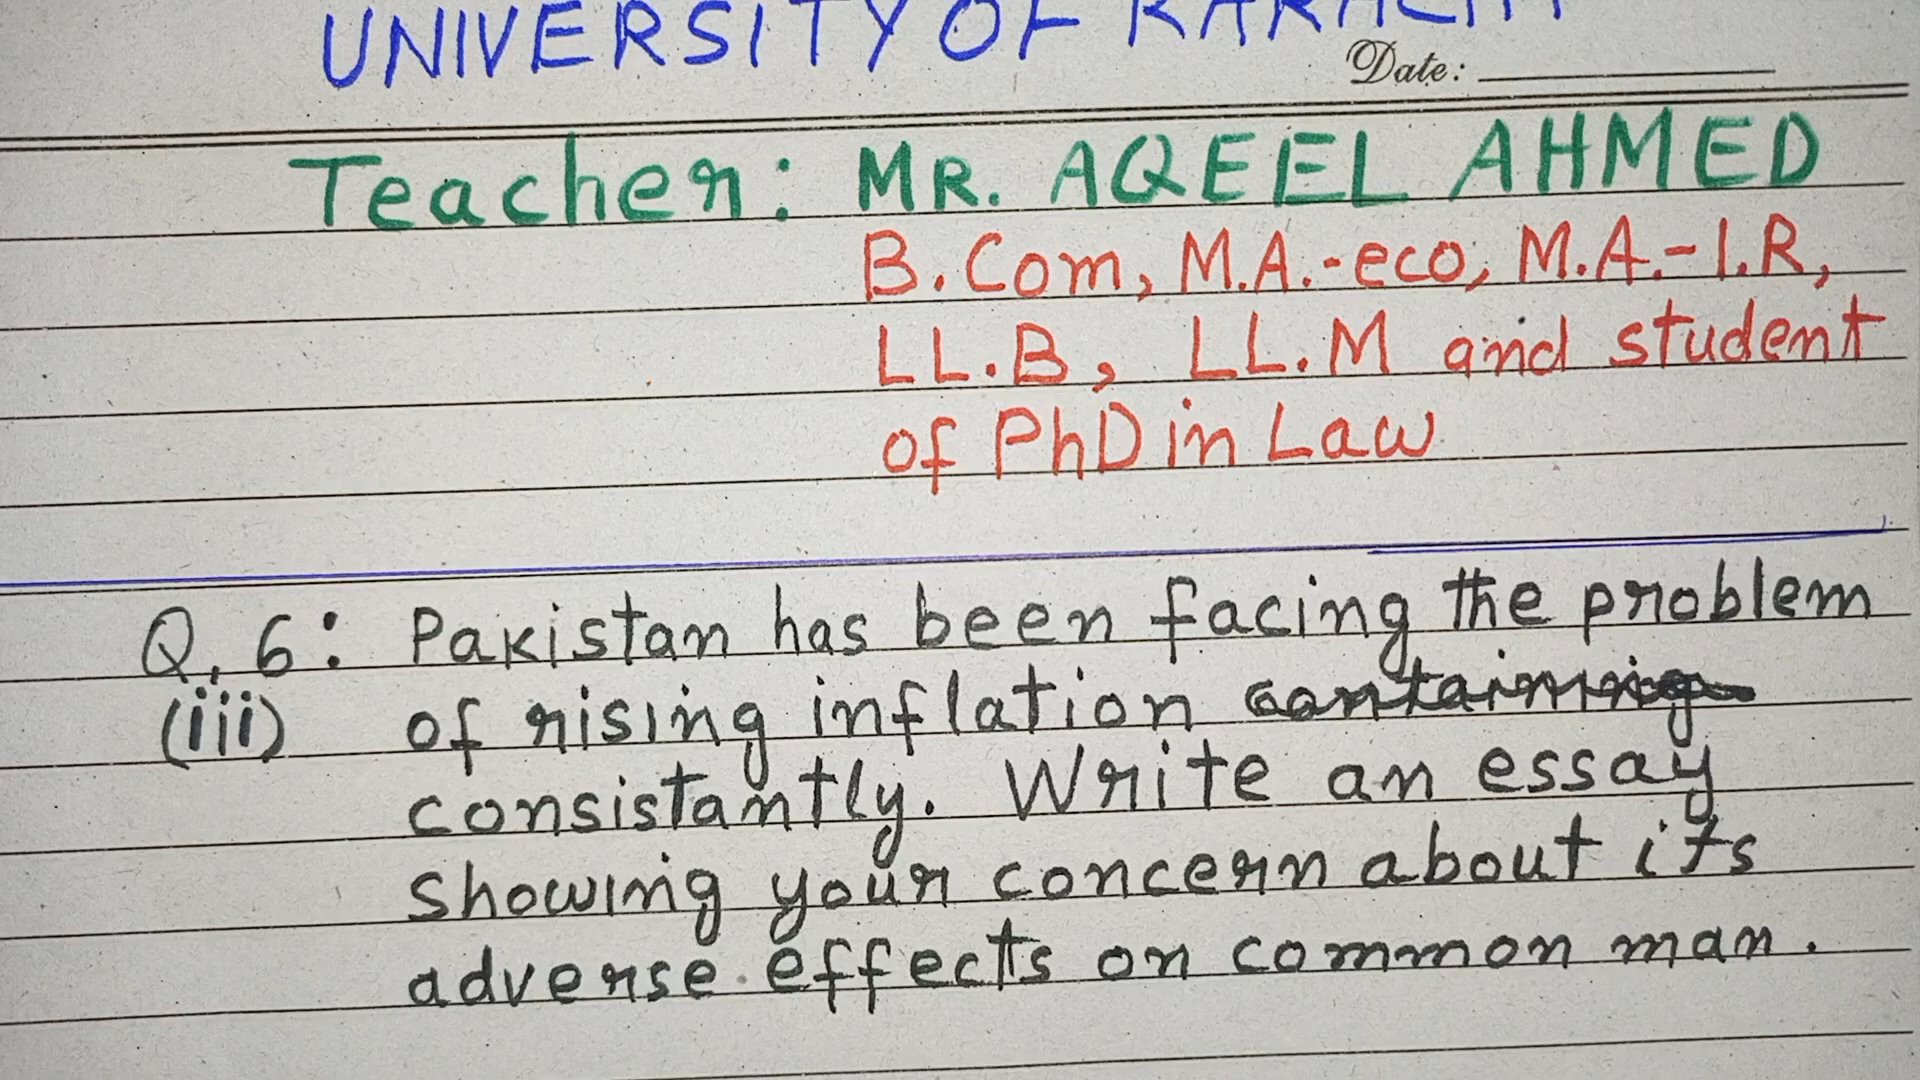 UNIVERSITY OF KARACHI
Date:
Teacher: MR. AQEEL AHMED
B.Com, M.A.-eco, M.A.-I.R,
LL.B, LL.M and student
of PhD in Law
Q.6: Pakistan has been facing the problem
(iii) of rising inflation
consistantly. Write an essay
showing your concern about its
adverse effects on common man.